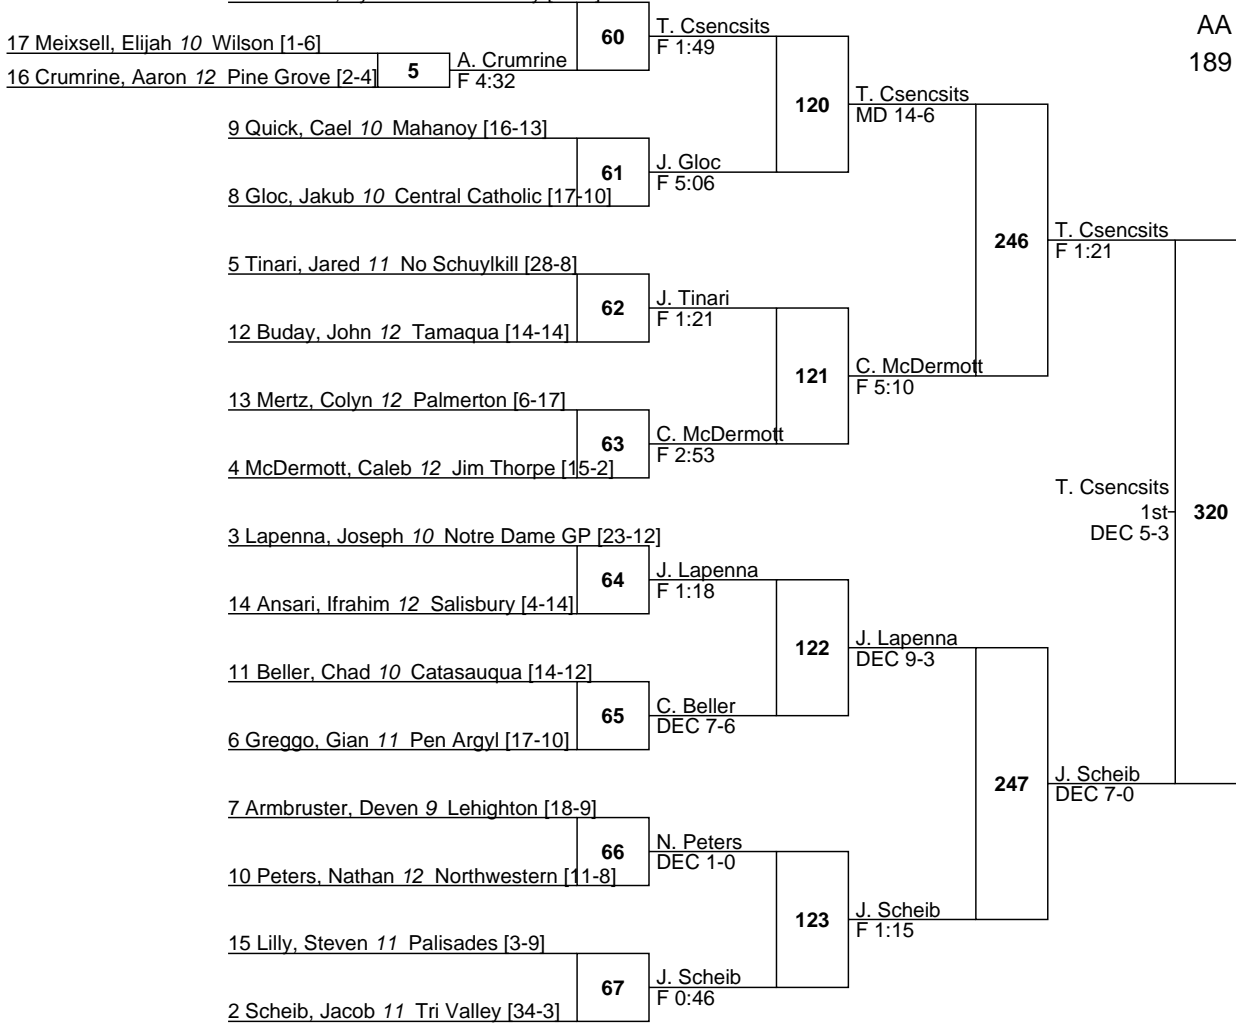 AA
189
17 Meixsell, Elijah 10 Wilson [1-6]
16 Crumrine, Aaron 12 Pine Grove [2-4]
5
A. Crumrine
F 4:32
60
T. Csencsits
F 1:49
9 Quick, Cael 10 Mahanoy [16-13]
8 Gloc, Jakub 10 Central Catholic [17-10]
61
J. Gloc
F 5:06
120
T. Csencsits
MD 14-6
5 Tinari, Jared 11 No Schuylkill [28-8]
12 Buday, John 12 Tamaqua [14-14]
62
J. Tinari
F 1:21
13 Mertz, Colyn 12 Palmerton [6-17]
4 McDermott, Caleb 12 Jim Thorpe [15-2]
63
C. McDermott
F 2:53
121
C. McDermott
F 5:10
246
T. Csencsits
F 1:21
3 Lapenna, Joseph 10 Notre Dame GP [23-12]
14 Ansari, Ifrahim 12 Salisbury [4-14]
64
J. Lapenna
F 1:18
11 Beller, Chad 10 Catasauqua [14-12]
6 Greggo, Gian 11 Pen Argyl [17-10]
65
C. Beller
DEC 7-6
122
J. Lapenna
DEC 9-3
7 Armbruster, Deven 9 Lehighton [18-9]
10 Peters, Nathan 12 Northwestern [11-8]
66
N. Peters
DEC 1-0
15 Lilly, Steven 11 Palisades [3-9]
2 Scheib, Jacob 11 Tri Valley [34-3]
67
J. Scheib
F 0:46
123
J. Scheib
F 1:15
247
J. Scheib
DEC 7-0
T. Csencsits
1st
DEC 5-3
320